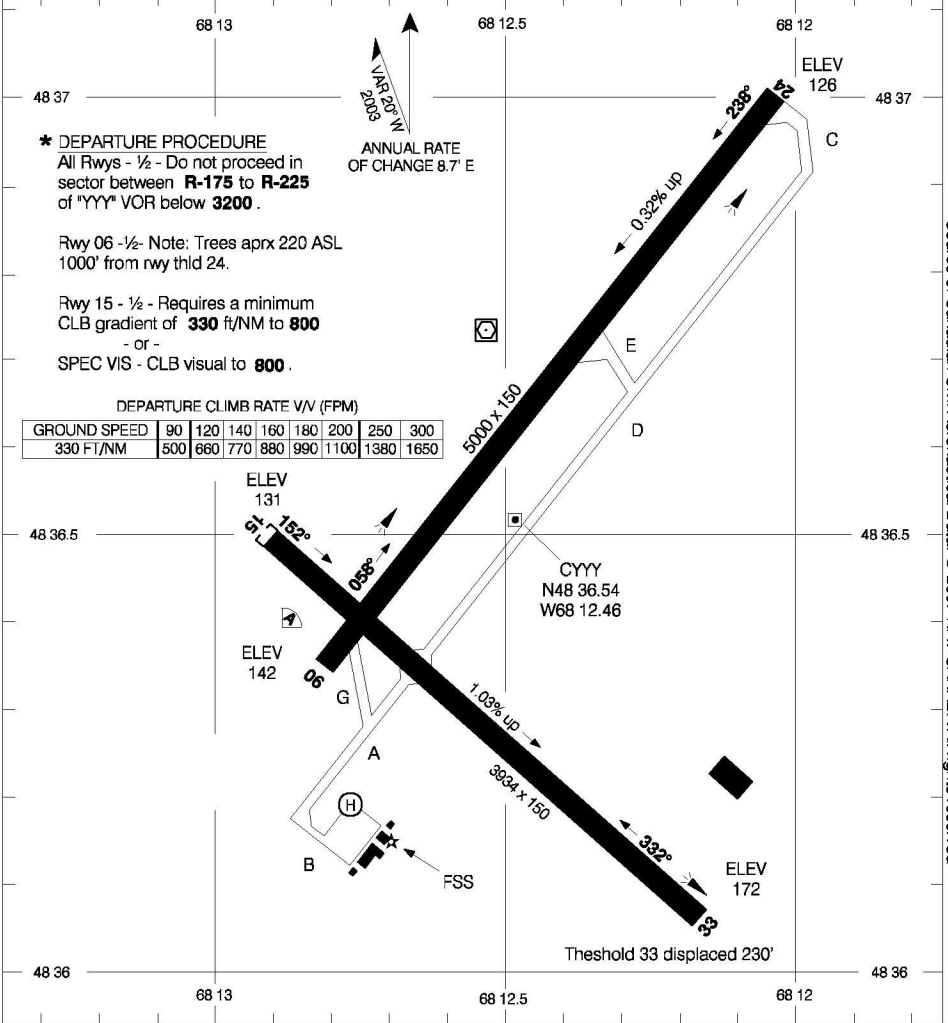 68 13
68 12.5
68 12
48 37
48 37
VAR 20° W
2003
ANNUAL RATE
OF CHANGE 8.7' E
ELEV
126
24
238°
C
* DEPARTURE PROCEDURE
All Rwys - ½ - Do not proceed in
sector between R-175 to R-225
of "YYY" VOR below 3200 .
Rwy 06 -½- Note: Trees aprx 220 ASL
1000' from rwy thld 24.
Rwy 15 - ½ - Requires a minimum
CLB gradient of 330 ft/NM to 800
- or -
SPEC VIS - CLB visual to 800 .
0.32% up
E
D
5000 x 150
DEPARTURE CLIMB RATE V/V (FPM)
GROUND SPEED 90 120 140 160 180 200 250 300
330 FT/NM 500 660 770 880 990 1100 1380 1650
ELEV
131
15
152°
058°
48 36.5
48 36.5
CYYY
N48 36.54
W68 12.46
A
ELEV
142
06
G
A
1.03% up
3934 x 150
H
B
FSS
332°
ELEV
172
33
Theshold 33 displaced 230'
48 36
48 36
68 13
68 12.5
68 12